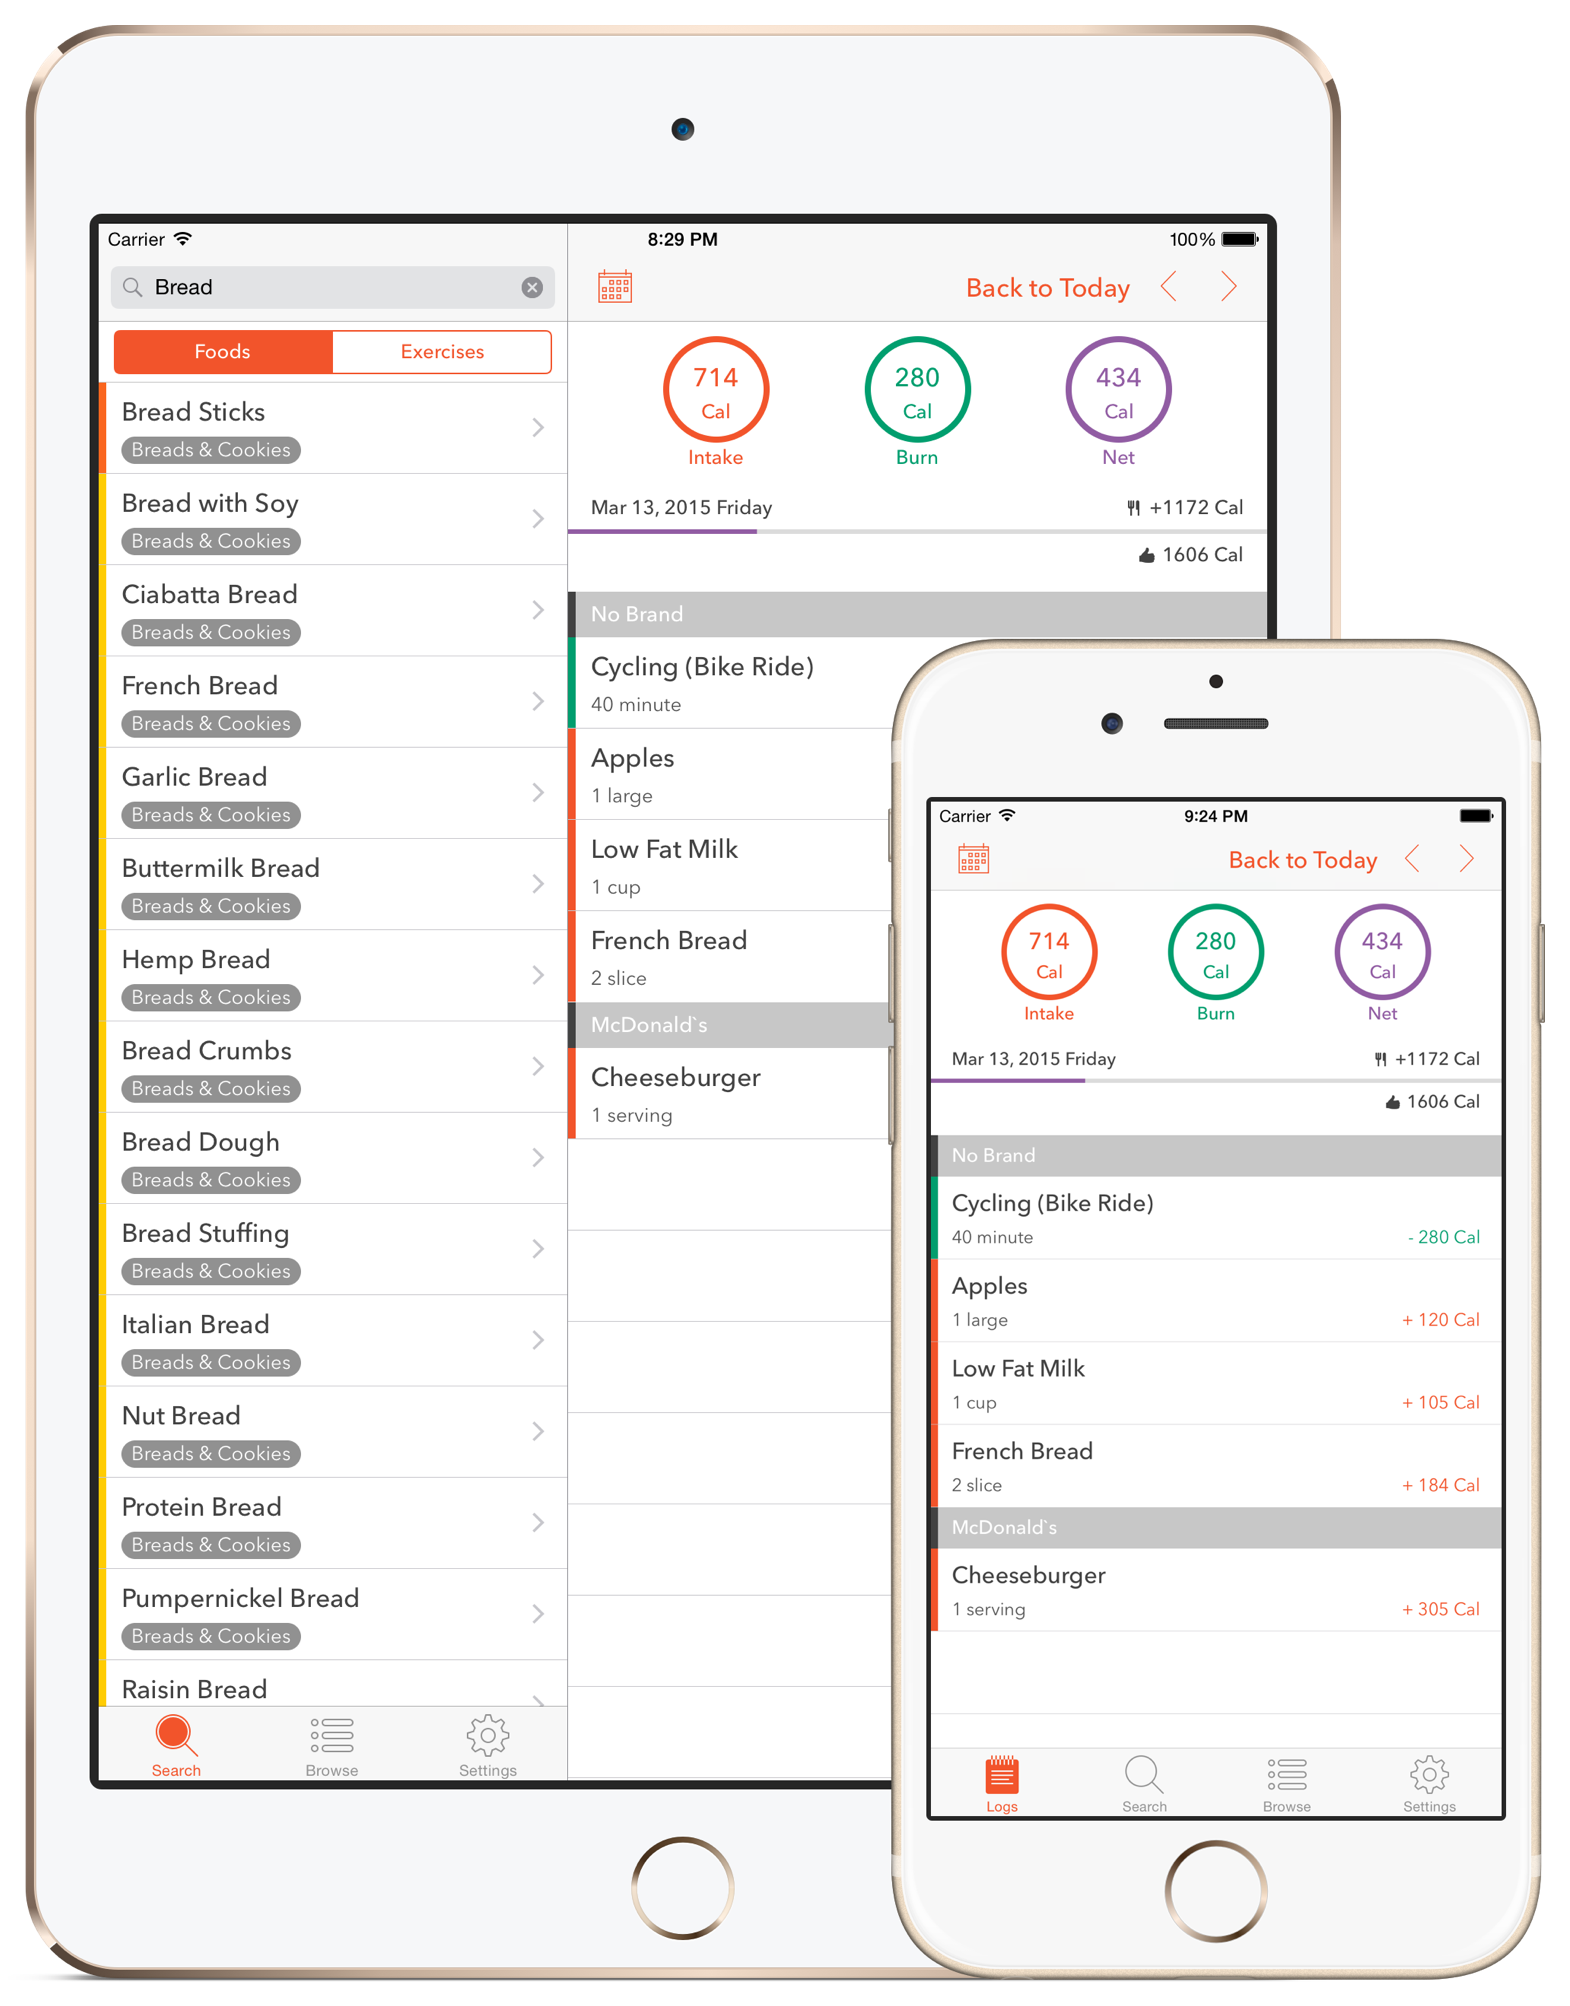 Carrier
8:29 PM
100%
Bread
Back to Today
Foods
Exercises
Bread Sticks
Breads & Cookies
Bread with Soy
Breads & Cookies
Ciabatta Bread
Breads & Cookies
French Bread
Breads & Cookies
Garlic Bread
Breads & Cookies
Buttermilk Bread
Breads & Cookies
Hemp Bread
Breads & Cookies
Bread Crumbs
Breads & Cookies
Bread Dough
Breads & Cookies
Bread Stuffing
Breads & Cookies
Italian Bread
Breads & Cookies
Nut Bread
Breads & Cookies
Protein Bread
Breads & Cookies
Pumpernickel Bread
Breads & Cookies
Raisin Bread
Search
Browse
Settings
714
Cal
Intake
280
Cal
Burn
434
Cal
Net
Mar 13, 2015 Friday
+1172 Cal
1606 Cal
No Brand
Cycling (Bike Ride)
40 minute
Apples
1 large
Low Fat Milk
1 cup
French Bread
2 slice
McDonald`s
Cheeseburger
1 serving
Carrier
9:24 PM
Back to Today
714
Cal
Intake
280
Cal
Burn
434
Cal
Net
Mar 13, 2015 Friday
+1172 Cal
1606 Cal
No Brand
Cycling (Bike Ride)
40 minute
- 280 Cal
Apples
1 large
+ 120 Cal
Low Fat Milk
1 cup
+ 105 Cal
French Bread
2 slice
+ 184 Cal
McDonald`s
Cheeseburger
1 serving
+ 305 Cal
Logs
Search
Browse
Settings